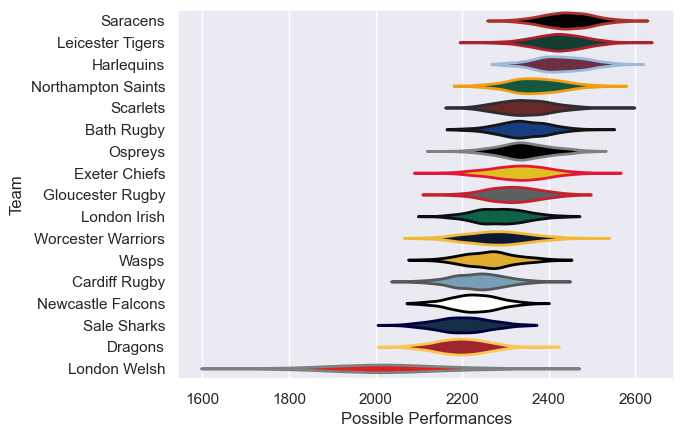 Saracens
Leicester Tigers
Harlequins
Northampton Saints
Scarlets
Bath Rugby
Ospreys
Exeter Chiefs
Gloucester Rugby
London Irish
Worcester Warriors
Wasps
Cardiff Rugby
Newcastle Falcons
Sale Sharks
Dragons
London Welsh
Team
1600 1800 2000 2200 2400 2600
Possible Performances